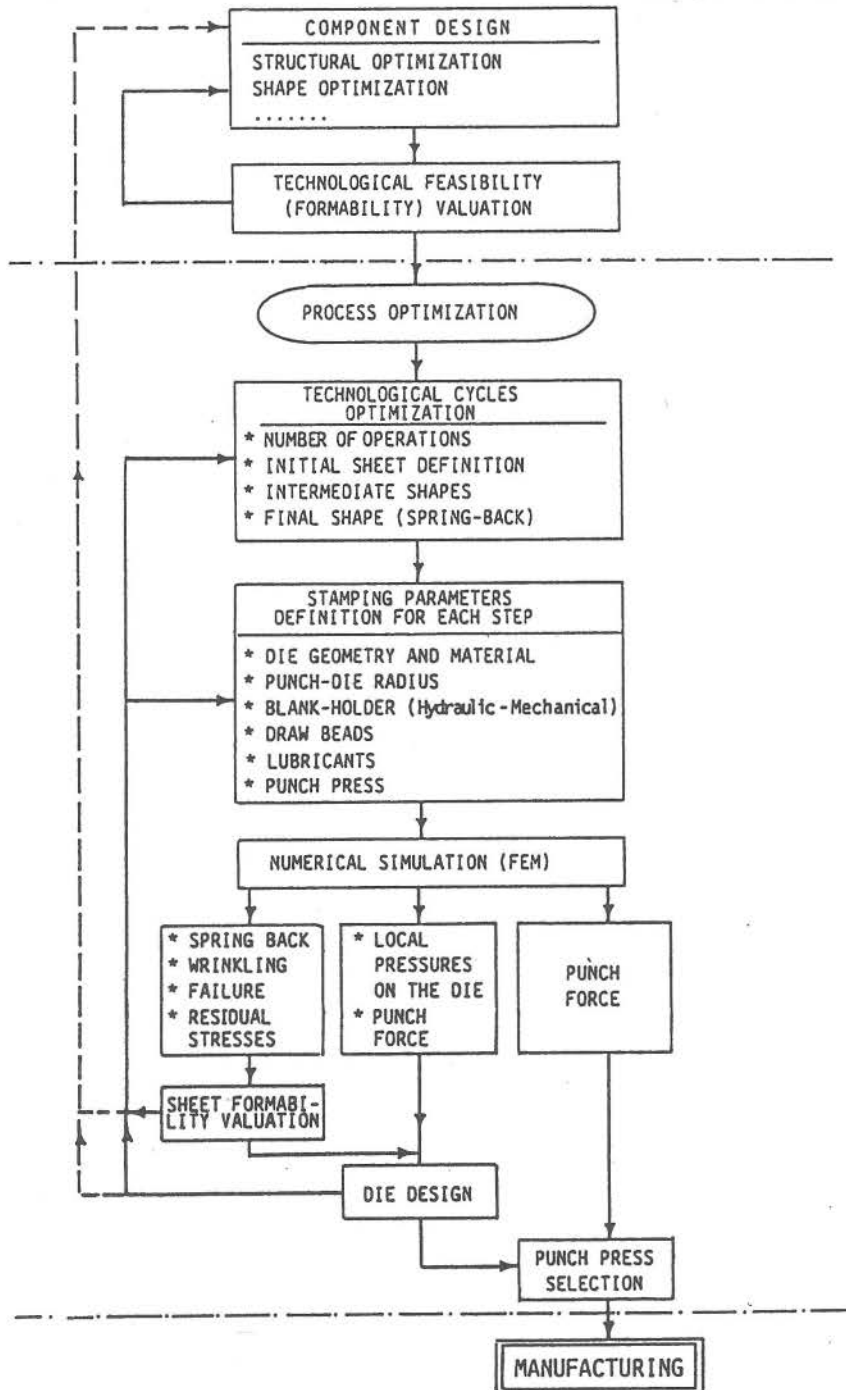 COMPONENT DESIGN
STRUCTURAL OPTIMIZATION
SHAPE OPTIMIZATION
.......
TECHNOLOGICAL FEASIBILITY
(FORMABILITY) VALUATION
PROCESS OPTIMIZATION
TECHNOLOGICAL CYCLES
OPTIMIZATION
* NUMBER OF OPERATIONS
* INITIAL SHEET DEFINITION
* INTERMEDIATE SHAPES
* FINAL SHAPE (SPRING-BACK)
STAMPING PARAMETERS
DEFINITION FOR EACH STEP
* DIE GEOMETRY AND MATERIAL
* PUNCH-DIE RADIUS
* BLANK-HOLDER (Hydraulic-Mechanical)
* DRAW BEADS
* LUBRICANTS
* PUNCH PRESS
NUMERICAL SIMULATION (FEM)
* SPRING BACK
* WRINKLING
* FAILURE
* RESIDUAL
STRESSES
* LOCAL
PRESSURES
ON THE DIE
* PUNCH
FORCE
PUNCH
FORCE
SHEET FORMABI-
LITY VALUATION
DIE DESIGN
PUNCH PRESS
SELECTION
MANUFACTURING